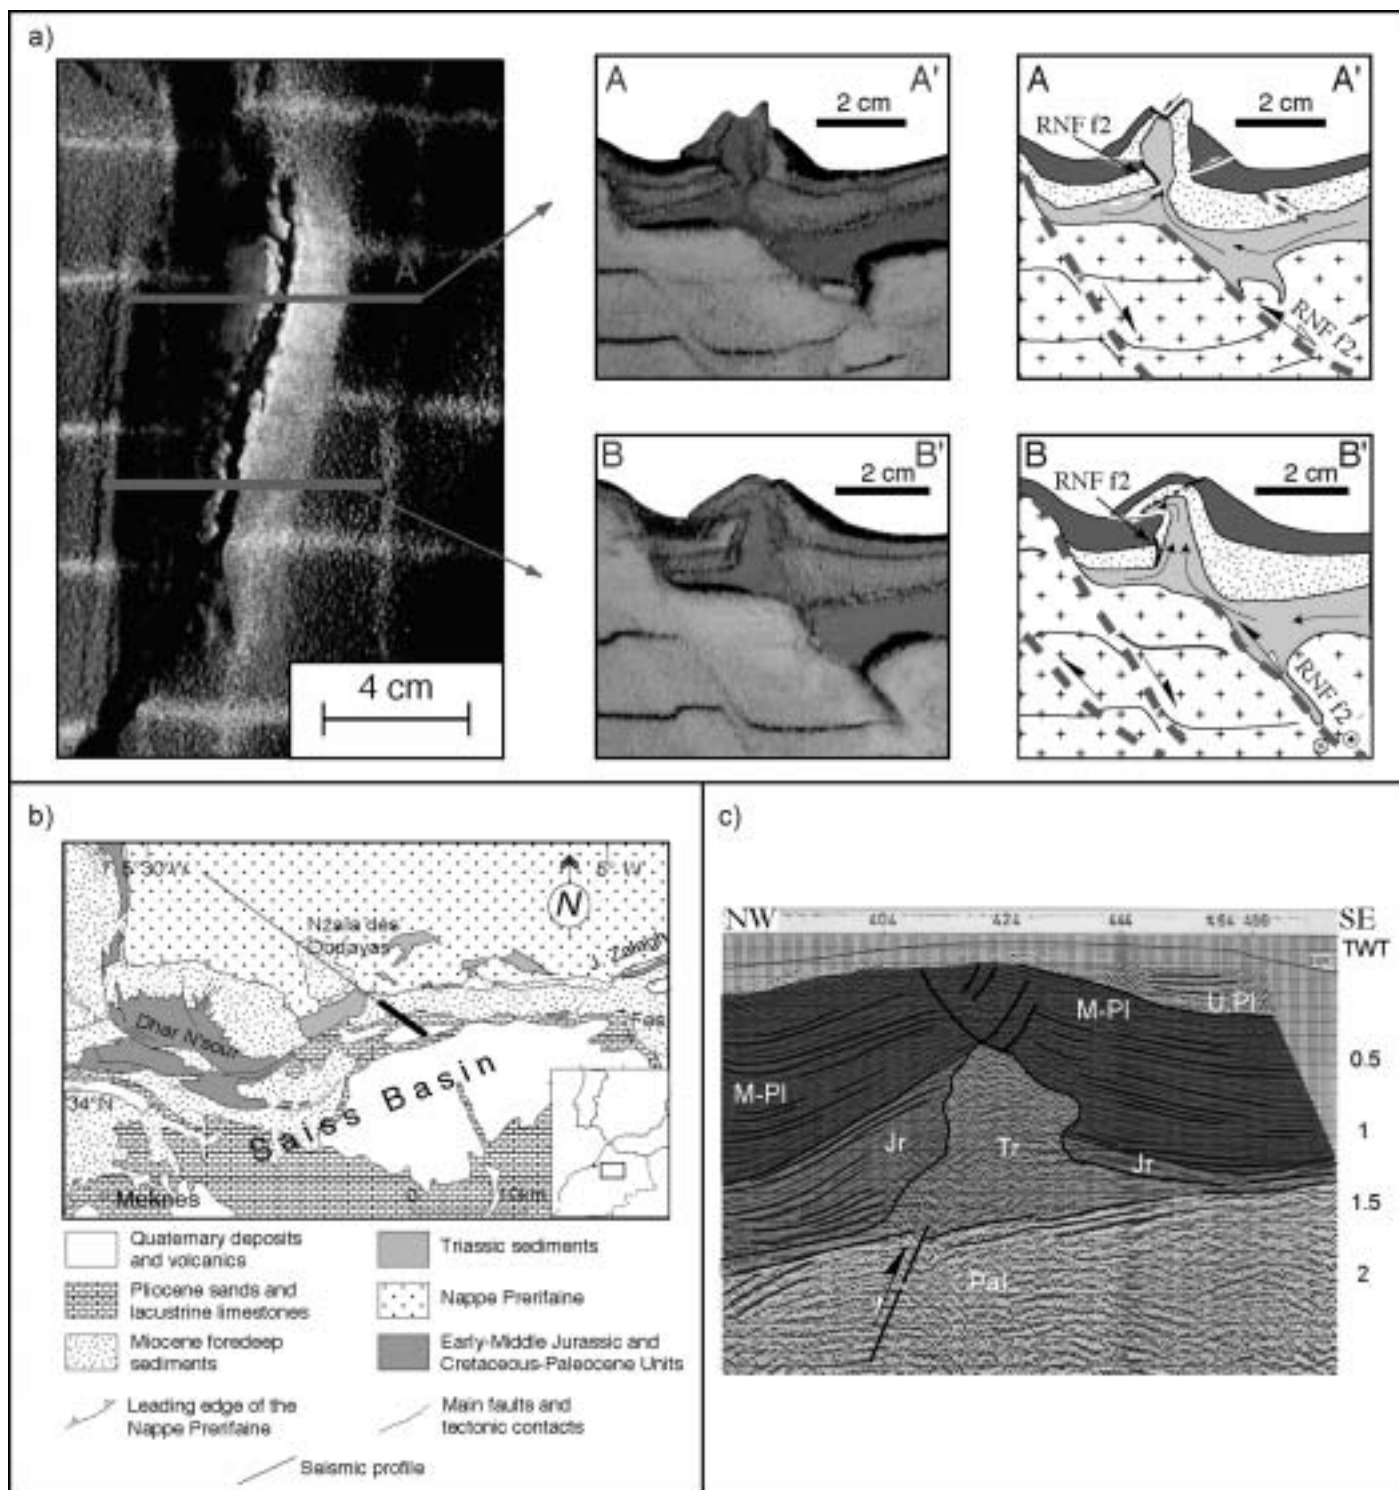 a)
A
4 cm
A A'
2 cm
A A'
2 cm
RNF f2
RNF f2
B B'
2 cm
B B'
2 cm
RNF f2
RNF f2
b)
5°30'W
5° W
N
Nzala des
Oudayas
J. Zalagh
Dhar N'sour
Fes
34°N
Saiss Basin
Meknes
0 10km
Quaternary deposits
and volcanics
Pliocene sands and
lacustrine limestones
Miocene foredeep
sediments
Leading edge of the
Nappe Prerifaine
Triassic sediments
Nappe Prerifaine
Early-Middle Jurassic and
Cretaceous-Paleocene Units
Main faults and
tectonic contacts
Seismic profile
c)
NW 404 424 444 SE
TWT
U.Pl
M-Pl
M-Pl
0.5
Jr
Tr
Jr
1
1.5
Pal
2